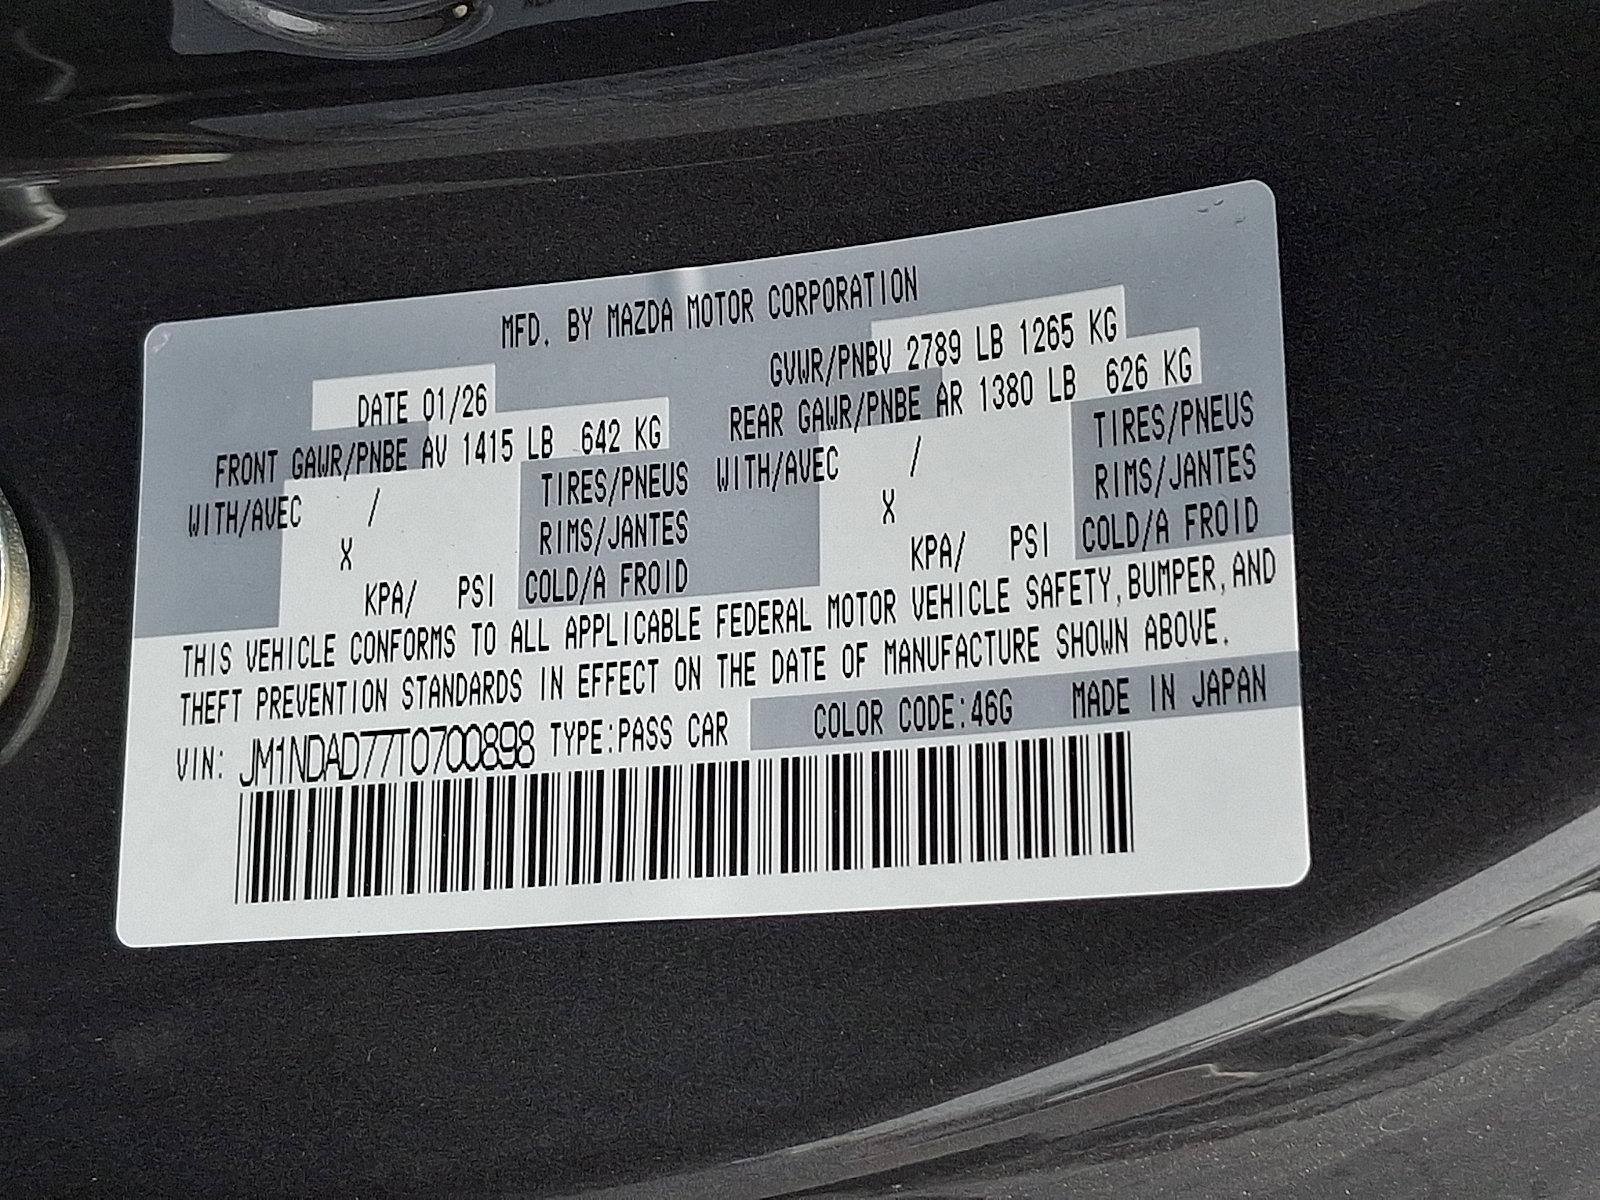 MFD. BY MAZDA MOTOR CORPORATION
DATE 01/26 GVWR/PNBV 2789 LB 1265 KG
FRONT GAWR/PNBE AV 1415 LB 642 KG REAR GAWR/PNBE AR 1380 LB 626 KG
WITH/AVEC / TIRES/PNEUS WITH/AVEC / TIRES/PNEUS
X RIMS/JANTES X RIMS/JANTES
KPA/ PSI COLD/A FROID KPA/ PSI COLD/A FROID
THIS VEHICLE CONFORMS TO ALL APPLICABLE FEDERAL MOTOR VEHICLE SAFETY, BUMPER, AND
THEFT PREVENTION STANDARDS IN EFFECT ON THE DATE OF MANUFACTURE SHOWN ABOVE.
VIN: JM1NDAD77T0700898 TYPE:PASS CAR COLOR CODE:46G MADE IN JAPAN